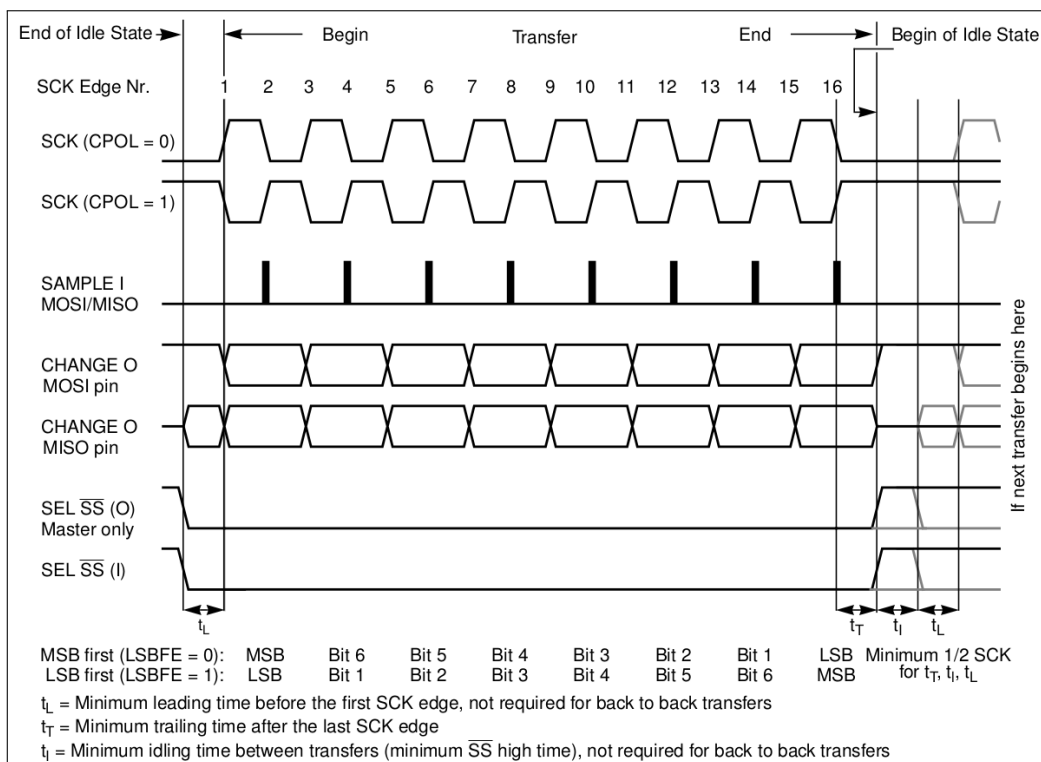 End of Idle State Begin Transfer End Begin of Idle State
SCK Edge Nr. 1 2 3 4 5 6 7 8 9 10 11 12 13 14 15 16
SCK (CPOL = 0)
SCK (CPOL = 1)
SAMPLE I
MOSI/MISO
CHANGE O
MOSI pin
CHANGE O
MISO pin
SEL SS (O)
Master only
SEL SS (I)
If next transfer begins here
tL tT tI tL
MSB first (LSBFE = 0): MSB Bit 6 Bit 5 Bit 4 Bit 3 Bit 2 Bit 1 LSB Minimum 1/2 SCK
LSB first (LSBFE = 1): LSB Bit 1 Bit 2 Bit 3 Bit 4 Bit 5 Bit 6 MSB for tT, tl, tL
tL = Minimum leading time before the first SCK edge, not required for back to back transfers
tT = Minimum trailing time after the last SCK edge
tI = Minimum idling time between transfers (minimum SS high time), not required for back to back transfers